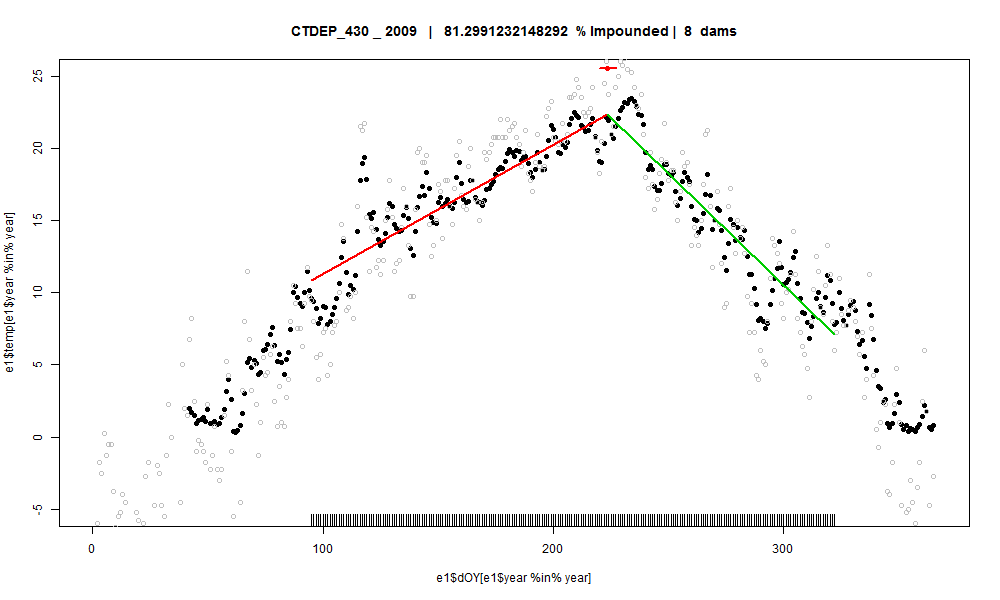 CTDEP_430 _ 2009 | 81.2991232148292 % Impounded | 8 dams
25
20
15
10
5
0
-5
e1$temp[e1$year %in% year]
0 100 200 300
e1$dOY[e1$year %in% year]